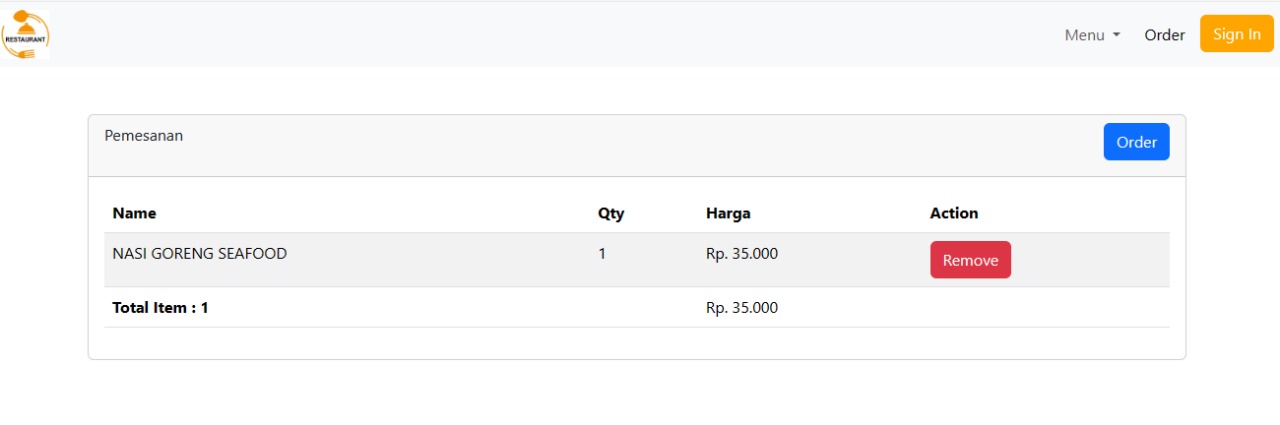 RESTAURANT
Menu Order Sign In
Pemesanan Order
Name Qty Harga Action
NASI GORENG SEAFOOD 1 Rp. 35.000 Remove
Total Item : 1 Rp. 35.000